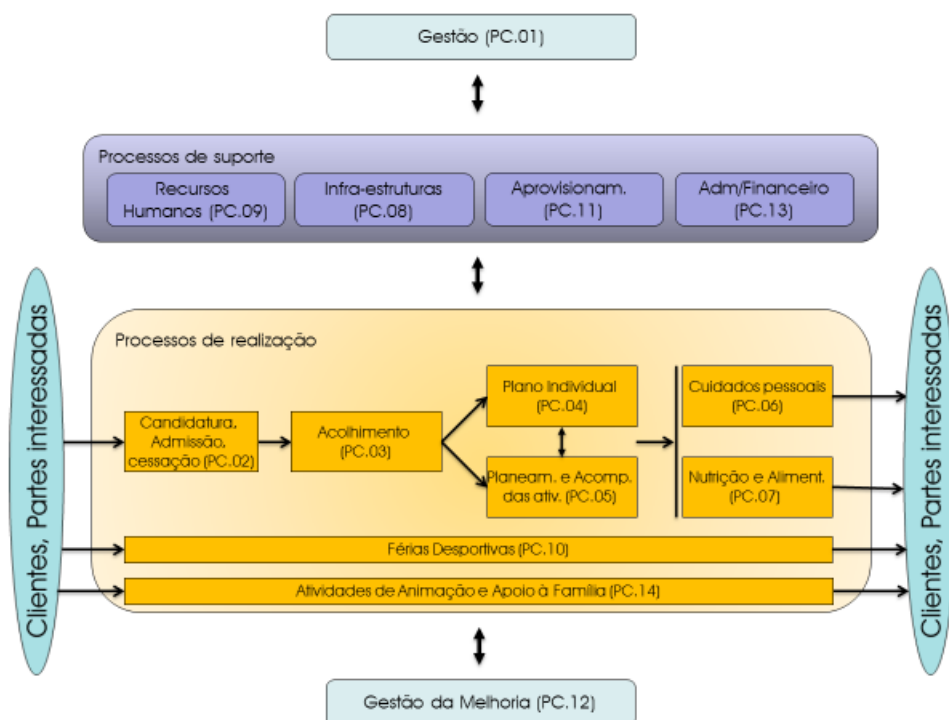 Gestão (PC.01)
Processos de suporte
Recursos
Humanos (PC.09)
Infra-estruturas
(PC.08)
Aprovisionam.
(PC.11)
Adm/Financeiro
(PC.13)
Clientes, Partes interessadas
Processos de realização
Candidatura,
Admissão,
cessação (PC.02)
Acolhimento
(PC.03)
Plano Individual
(PC.04)
Planeam. e Acomp.
das ativ. (PC.05)
Cuidados pessoais
(PC.06)
Nutrição e Aliment.
(PC.07)
Férias Desportivas (PC.10)
Atividades de Animação e Apoio à Família (PC.14)
Clientes, Partes interessadas
Gestão da Melhoria (PC.12)